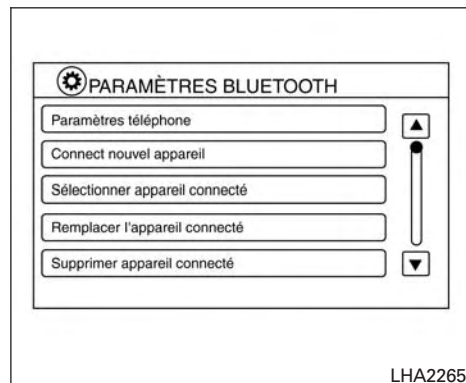 PARAMÈTRES BLUETOOTH
Paramètres téléphone
Connect nouvel appareil
Sélectionner appareil connecté
Remplacer l'appareil connecté
Supprimer appareil connecté
LHA2265